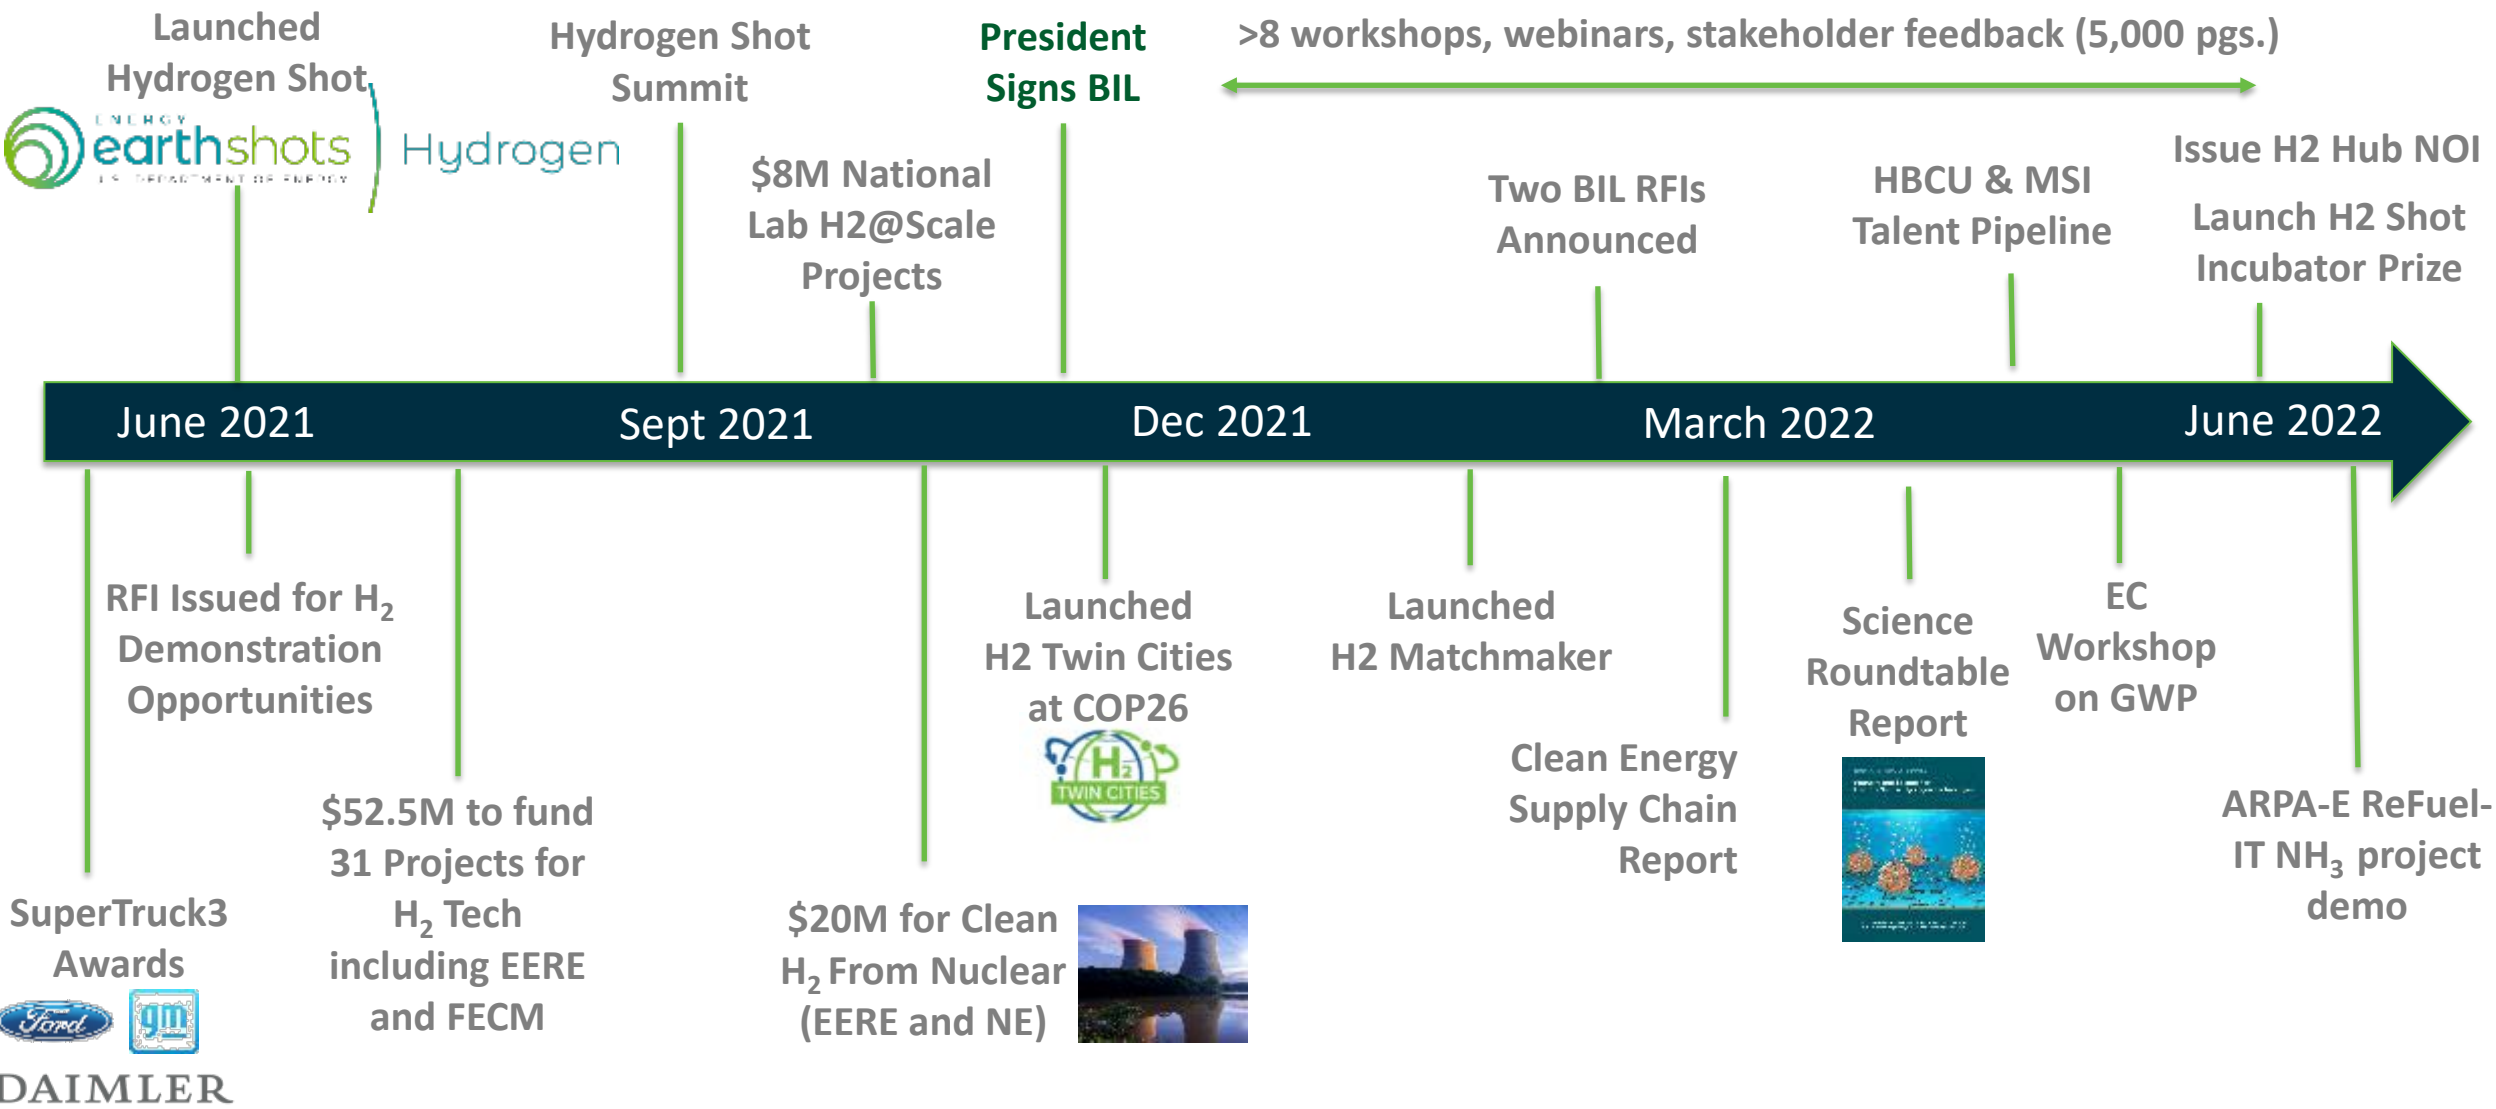 Launched
Hydrogen Shot
ENERGY
earthshots
U.S. DEPARTMENT OF ENERGY
Hydrogen
Hydrogen Shot
Summit
$8M National
Lab H2@Scale
Projects
President
Signs BIL
>8 workshops, webinars, stakeholder feedback (5,000 pgs.)
Two BIL RFIs
Announced
HBCU & MSI
Talent Pipeline
Issue H2 Hub NOI
Launch H2 Shot
Incubator Prize
June 2021
Sept 2021
Dec 2021
March 2022
June 2022
SuperTruck3
Awards
Ford
gm
DAIMLER
RFI Issued for H₂
Demonstration
Opportunities
$52.5M to fund
31 Projects for
H₂ Tech
including EERE
and FECM
$20M for Clean
H₂ From Nuclear
(EERE and NE)
Launched
H2 Twin Cities
at COP26
H₂
TWIN CITIES
Launched
H2 Matchmaker
Clean Energy
Supply Chain
Report
Science
Roundtable
Report
EC
Workshop
on GWP
ARPA-E ReFuel-
IT NH₃ project
demo